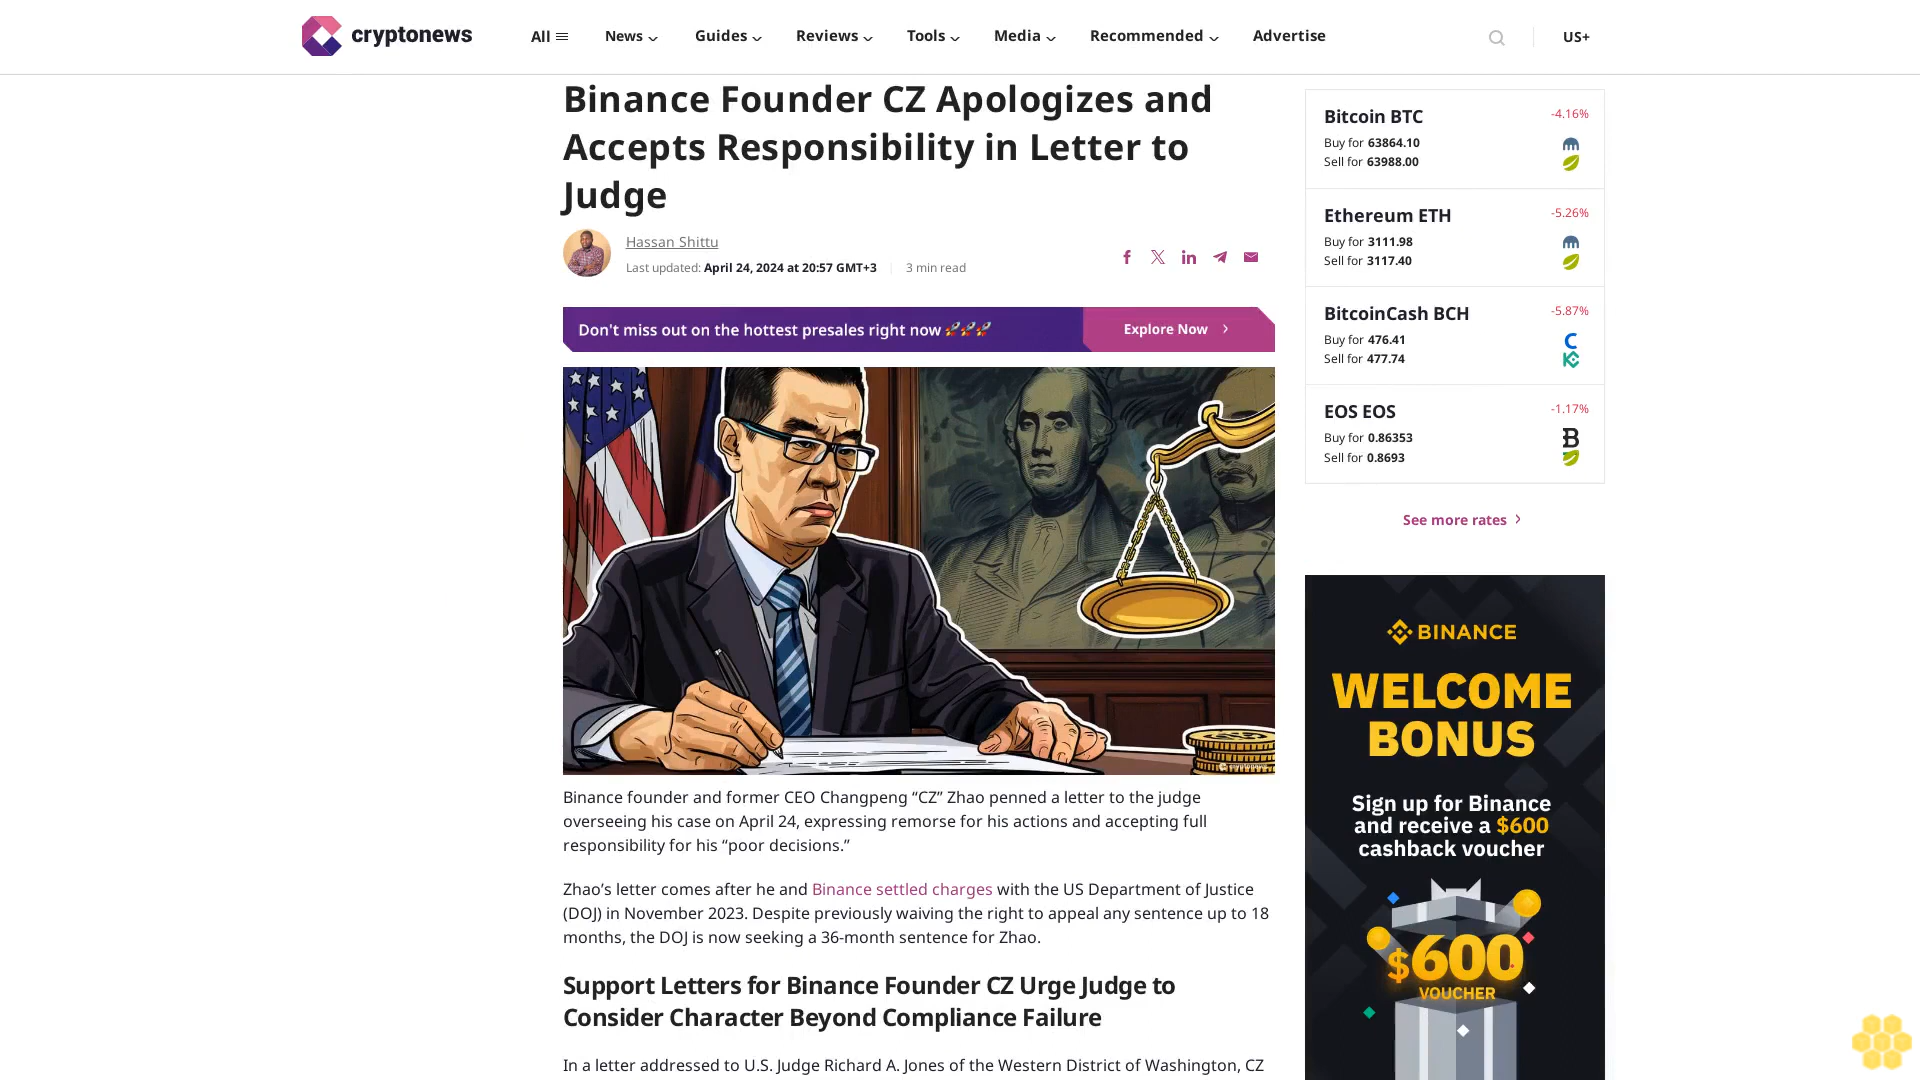 cryptonews
All
News
Guides
Reviews
Tools
Media
Recommended
Advertise
US+
Binance Founder CZ Apologizes and
Accepts Responsibility in Letter to
Judge
Hassan Shittu
Last updated: April 24, 2024 at 20:57 GMT+3
3 min read
Don't miss out on the hottest presales right now 🚀🚀🚀
Explore Now
Binance founder and former CEO Changpeng “CZ” Zhao penned a letter to the judge
overseeing his case on April 24, expressing remorse for his actions and accepting full
responsibility for his “poor decisions.”
Zhao’s letter comes after he and Binance settled charges with the US Department of Justice
(DOJ) in November 2023. Despite previously waiving the right to appeal any sentence up to 18
months, the DOJ is now seeking a 36-month sentence for Zhao.
Support Letters for Binance Founder CZ Urge Judge to
Consider Character Beyond Compliance Failure
In a letter addressed to U.S. Judge Richard A. Jones of the Western District of Washington, CZ
Bitcoin BTC
-4.16%
Buy for 63864.10
Sell for 63988.00
Ethereum ETH
-5.26%
Buy for 3111.98
Sell for 3117.40
BitcoinCash BCH
-5.87%
Buy for 476.41
Sell for 477.74
EOS EOS
-1.17%
Buy for 0.86353
Sell for 0.8693
See more rates
BINANCE
WELCOME
BONUS
Sign up for Binance
and receive a $600
cashback voucher
$600
VOUCHER